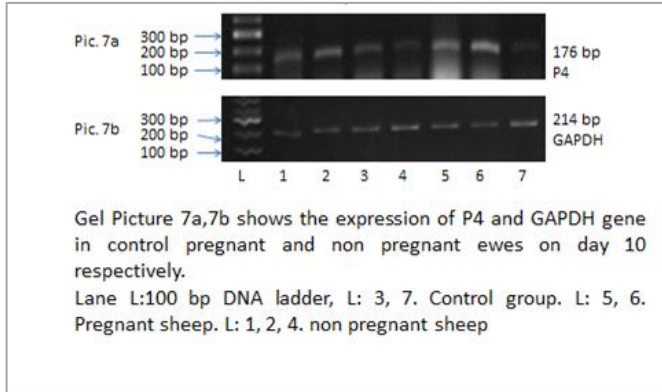 Pic. 7a
300 bp
200 bp
100 bp
176 bp
P4
Pic. 7b
300 bp
200 bp
100 bp
214 bp
GAPDH
L 1 2 3 4 5 6 7
Gel Picture 7a,7b shows the expression of P4 and GAPDH gene
in control pregnant and non pregnant ewes on day 10
respectively.
Lane L:100 bp DNA ladder, L: 3, 7. Control group. L: 5, 6.
Pregnant sheep. L: 1, 2, 4. non pregnant sheep